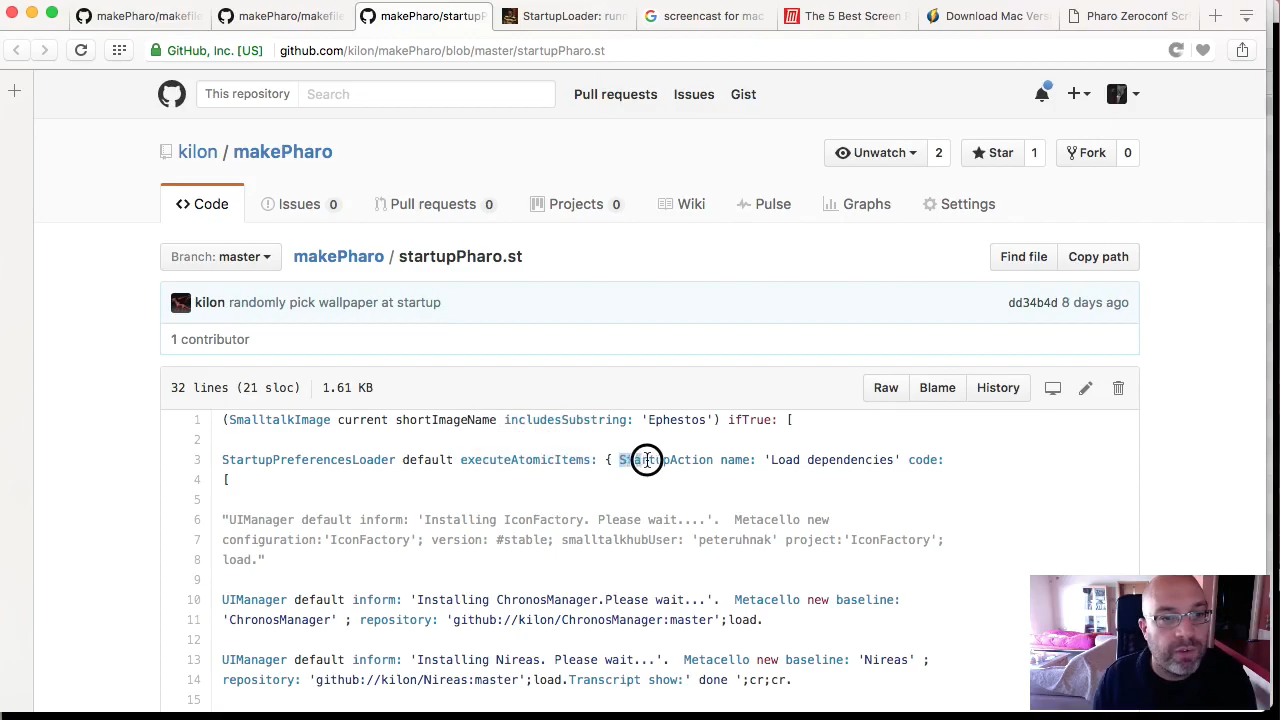 makePharo/makefile
makePharo/makefile
makePharo/startupP
StartupLoader: runn
screencast for mac
The 5 Best Screen R
Download Mac Versi
Pharo Zeroconf Scr
GitHub, Inc. [US]
github.com/kilon/makePharo/blob/master/startupPharo.st
This repository
Search
Pull requests
Issues
Gist
kilon / makePharo
Unwatch
2
Star
1
Fork
0
Code
Issues 0
Pull requests 0
Projects 0
Wiki
Pulse
Graphs
Settings
Branch: master
makePharo / startupPharo.st
Find file
Copy path
kilon randomly pick wallpaper at startup
dd34b4d 8 days ago
1 contributor
32 lines (21 sloc)
1.61 KB
Raw
Blame
History
1 (SmalltalkImage current shortImageName includesSubstring: 'Ephestos') ifTrue: [
2
3 StartupPreferencesLoader default executeAtomicItems: { StartupAction name: 'Load dependencies' code:
4 [
5
6 "UIManager default inform: 'Installing IconFactory. Please wait....'.  Metacello new
7 configuration:'IconFactory'; version: #stable; smalltalkhubUser: 'peteruhnak' project:'IconFactory';
8 load."
9
10 UIManager default inform: 'Installing ChronosManager.Please wait...'.  Metacello new baseline:
11 'ChronosManager' ; repository: 'github://kilon/ChronosManager:master';load.
12
13 UIManager default inform: 'Installing Nireas. Please wait...'.  Metacello new baseline: 'Nireas' ;
14 repository: 'github://kilon/Nireas:master';load.Transcript show:' done ';cr;cr.
15